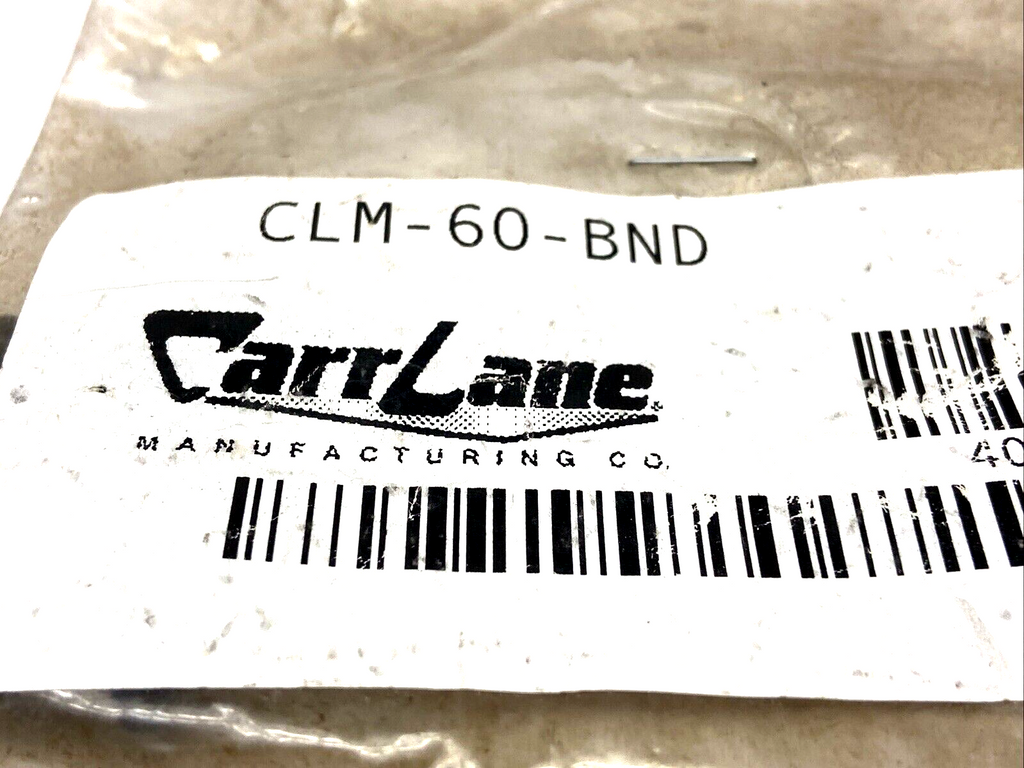 CLM-60-BND
CarrLane
MANUFACTURING CO.
40